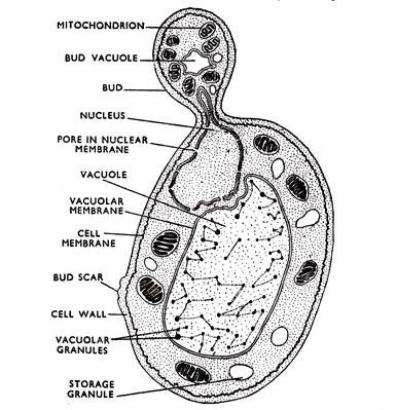 MITOCHONDRION
BUD VACUOLE
BUD
NUCLEUS
PORE IN NUCLEAR
MEMBRANE
VACUOLE
VACUOLAR
MEMBRANE
CELL
MEMBRANE
BUD SCAR
CELL WALL
VACUOLAR
GRANULES
STORAGE
GRANULE